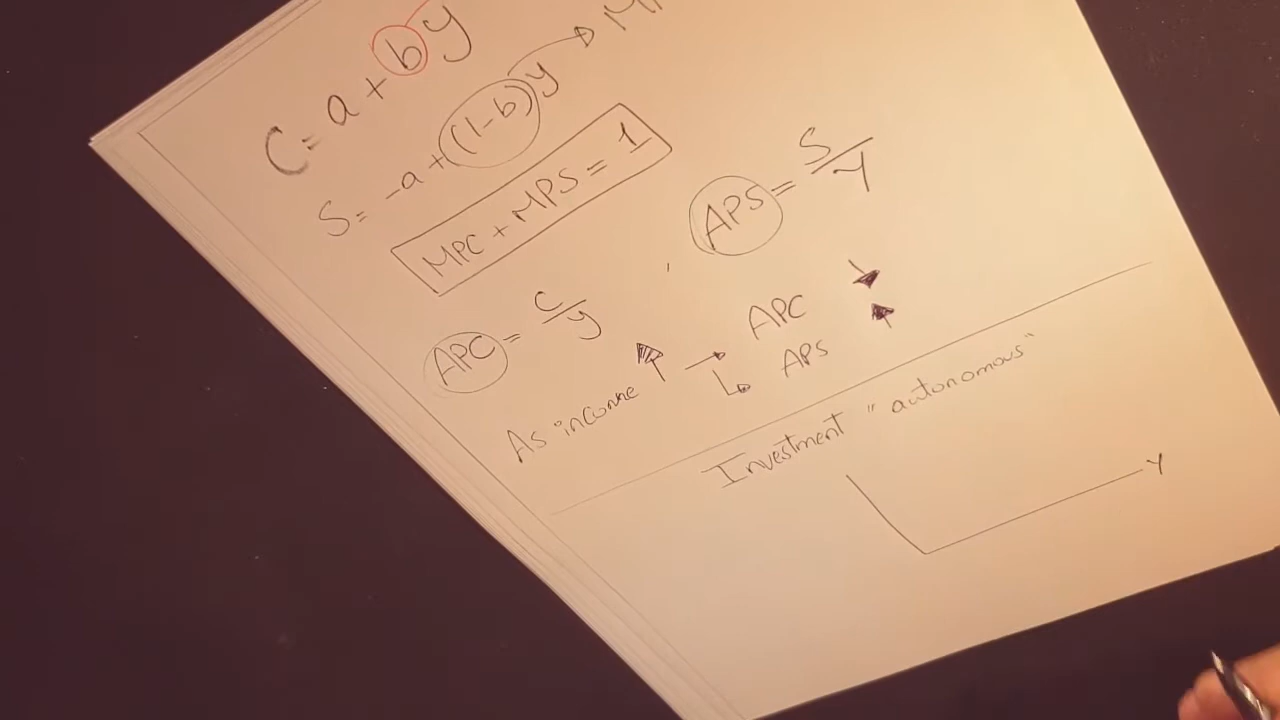 C = a + by
S = -a + (1-b)y
MPC + MPS = 1
APS = S/Y
APC = C/y
As income → APC
APS
Investment "autonomous"
Y